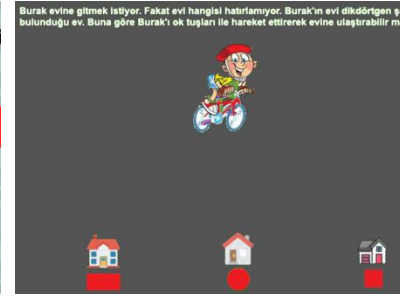 Burak evine gitmek istiyor. Fakat evi hangisi hatırlamıyor. Burak'ın evi dikdörtgen
bulunduğu ev. Buna göre Burak'ı ok tuşları ile hareket ettirerek evine ulaştırabilir